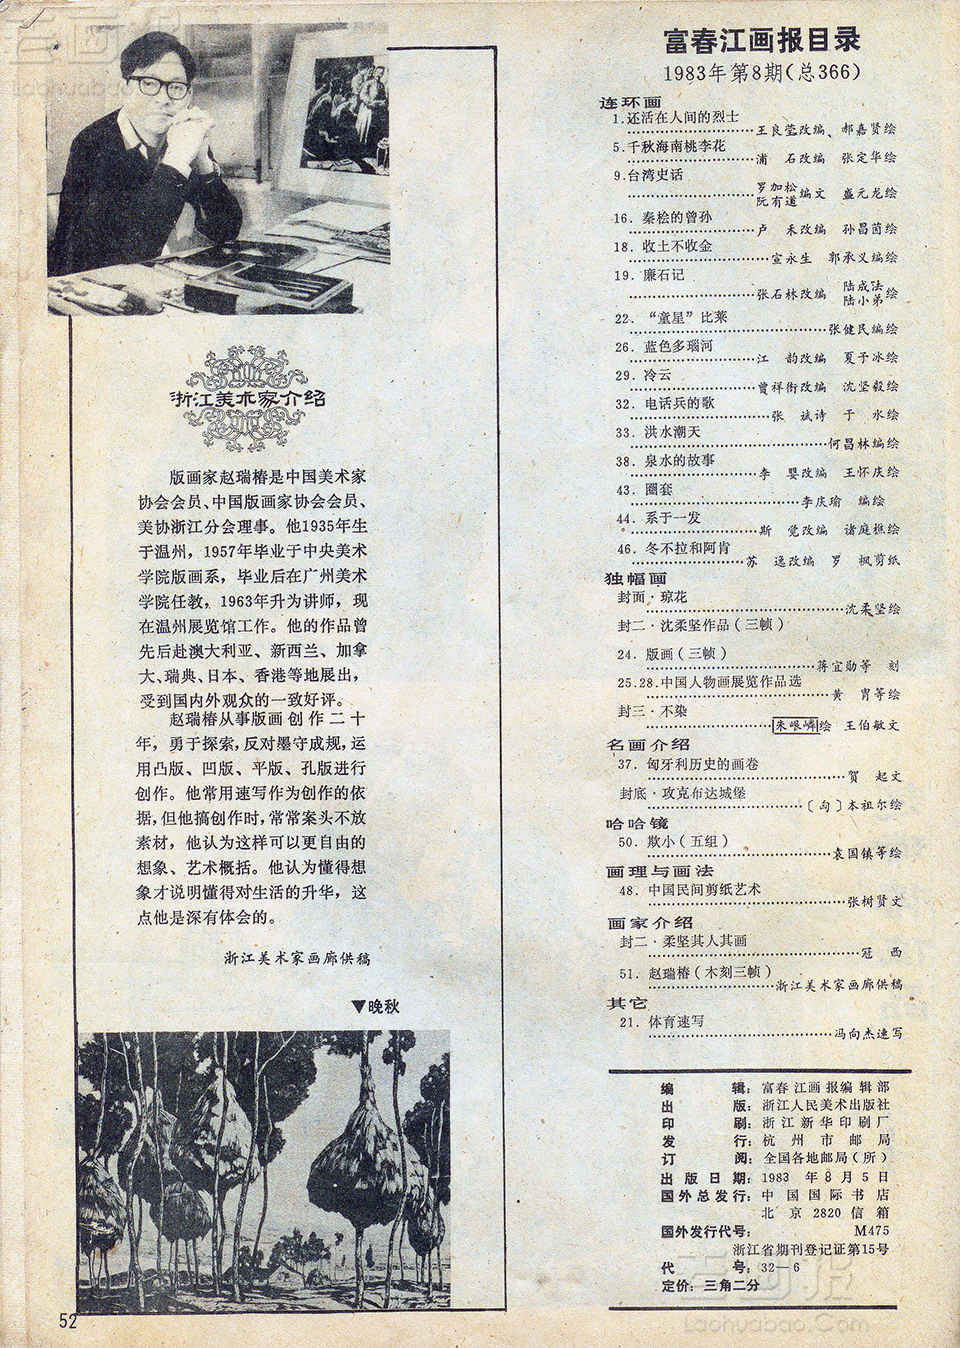 浙江美术家介绍
版画家赵瑞椿是中国美术家
协会会员、中国版画家协会会员、
美协浙江分会理事。他1935年生
于温州，1957年毕业于中央美术
学院版画系，毕业后在广州美术
学院任教，1963年升为讲师，现
在温州展览馆工作。他的作品曾
先后赴澳大利亚、新西兰、加拿
大、瑞典、日本、香港等地展出，
受到国内外观众的一致好评。
赵瑞椿从事版画创作二十
年，勇于探索，反对墨守成规，运
用凸版、凹版、平版、孔版进行
创作。他常用速写作为创作的依
据，但他搞创作时，常常案头不放
素材，他认为这样可以更自由的
想象、艺术概括。他认为懂得想
象才说明懂得对生活的升华，这
点他是深有体会的。
浙江美术家画廊供稿
▼晚秋
52
富春江画报目录
1983年第8期（总366）
连环画
1.还活在人间的烈士
王良莹改编、郝嘉贤绘
5.千秋海南桃李花
浦 石改编 张定华绘
9.台湾史话
罗加松
阮有道编文 盛元龙绘
16. 秦桧的曾孙
卢 禾改编 孙昌茵绘
18. 收土不收金
宣永生 郭承义编绘
19. 廉石记
张石林改编 陆成法
陆小弟绘
22. “童星”比莱
张健民编绘
26. 蓝色多瑙河
江 韵改编 夏予冰绘
29. 冷云
曾祥衔改编 沈坚毅绘
32. 电话兵的歌
张 斌诗 于 水绘
33. 洪水潮天
何昌林编绘
38. 泉水的故事
李 婴改编 王怀庆绘
43. 圈套
李庆瑜 编绘
44. 系于一发
斯 觉改编 诸庭樵绘
46. 冬不拉和阿肯
苏 逸改编 罗 枫剪纸
独幅画
封面·琼花
沈柔坚绘
封二·沈柔坚作品（三帧）
24. 版画（三帧）
蒋宜勋等 刻
25.28.中国人物画展览作品选
黄 胄等绘
封三·不染
朱岷嶙绘 王伯敏文
名画介绍
37. 匈牙利历史的画卷
贺 起文
封底·攻克布达城堡
〔匈〕本祖尔绘
哈哈镜
50. 欺小（五组）
袁国镇等绘
画理与画法
48. 中国民间剪纸艺术
张树贤文
画家介绍
封二·柔坚其人其画
冠 西
51. 赵瑞椿（木刻三帧）
浙江美术家画廊供稿
其它
21. 体育速写
冯向杰速写
编 辑：富春江画报编辑部
出 版：浙江人民美术出版社
印 刷：浙江新华印刷厂
发 行：杭州市邮局
订 阅：全国各地邮局（所）
出版日期：1983 年8月5日
国外总发行：中国国际书店
北京2820信箱
国外发行代号： M475
浙江省期刊登记证第15号
代 号：32—6
定价：三角二分
老画报
Laohuabao.Com